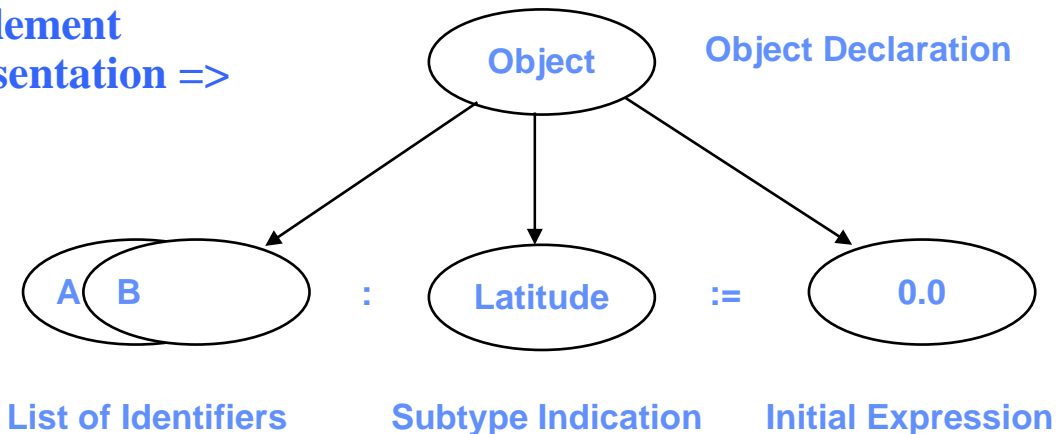 lement
Object
Object Declaration
sentation =>
A B : Latitude := 0.0
List of Identifiers Subtype Indication Initial Expression